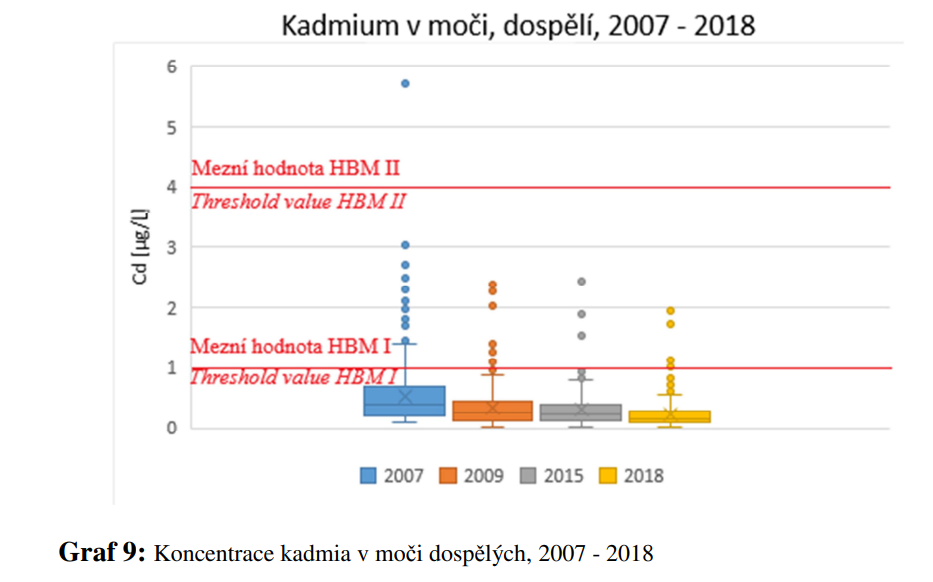 Kadmium v moči, dospělí, 2007 - 2018
6
5
Mezní hodnota HBM II
4
Threshold value HBM II
Cd [µg/L]
3
2
Mezní hodnota HBM I
1
Threshold value HBM I
0
2007 2009 2015 2018
Graf 9: Koncentrace kadmia v moči dospělých, 2007 - 2018